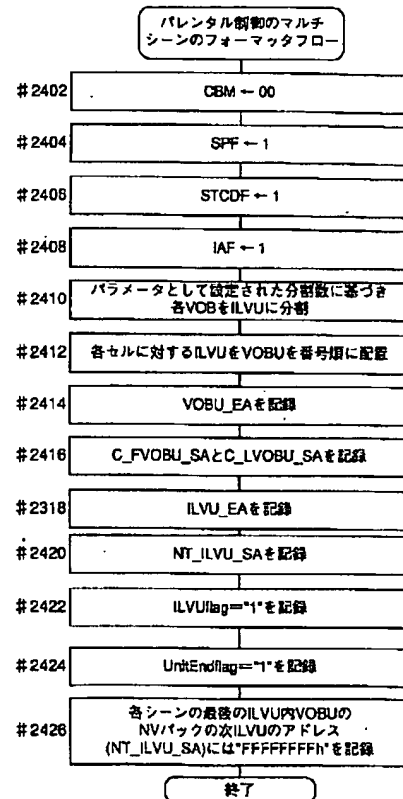 パレンタル制御のマルチ
シーンのフォーマッタフロー
#2402
CBM ← 00
#2404
SPF ← 1
#2406
STCDF ← 1
#2408
IAF ← 1
#2410
パラメータとして設定された分割数に基づき
各VOBをILVUに分割
#2412
各セルに対するILVUをVOBUを番号順に配置
#2414
VOBU_EAを記録
#2416
C_FVOBU_SAとC_LVOBU_SAを記録
#2318
ILVU_EAを記録
#2420
NT_ILVU_SAを記録
#2422
ILVUflag="1"を記録
#2424
UnitEndflag="1"を記録
#2426
各シーンの最後のILVU内VOBUの
NVパックの次ILVUのアドレス
(NT_ILVU_SA)には"FFFFFFFFh"を記録
終了